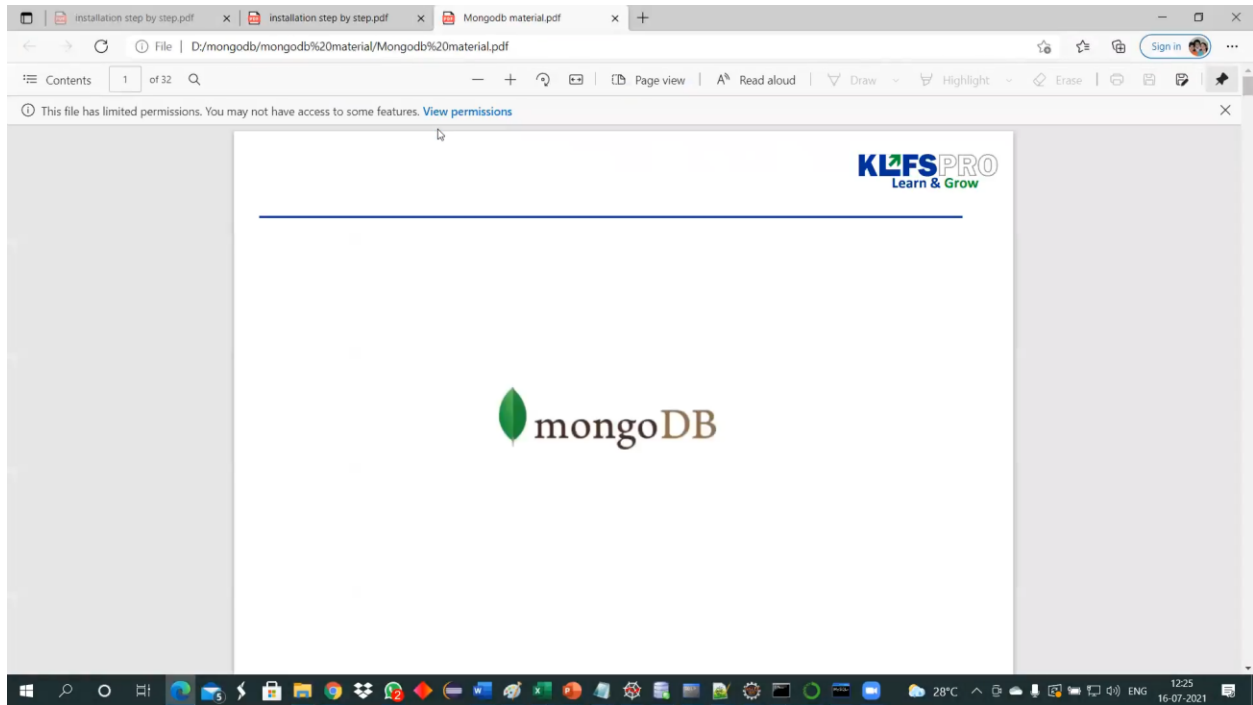 installation step by step.pdf
installation step by step.pdf
Mongodb material.pdf
File
D:/mongodb/mongodb%20material/Mongodb%20material.pdf
Sign in
Contents
1
of 32
Page view
Read aloud
Draw
Highlight
Erase
This file has limited permissions. You may not have access to some features. View permissions
KLFSPRO
Learn & Grow
mongoDB
28°C
ENG
12:25
16-07-2021